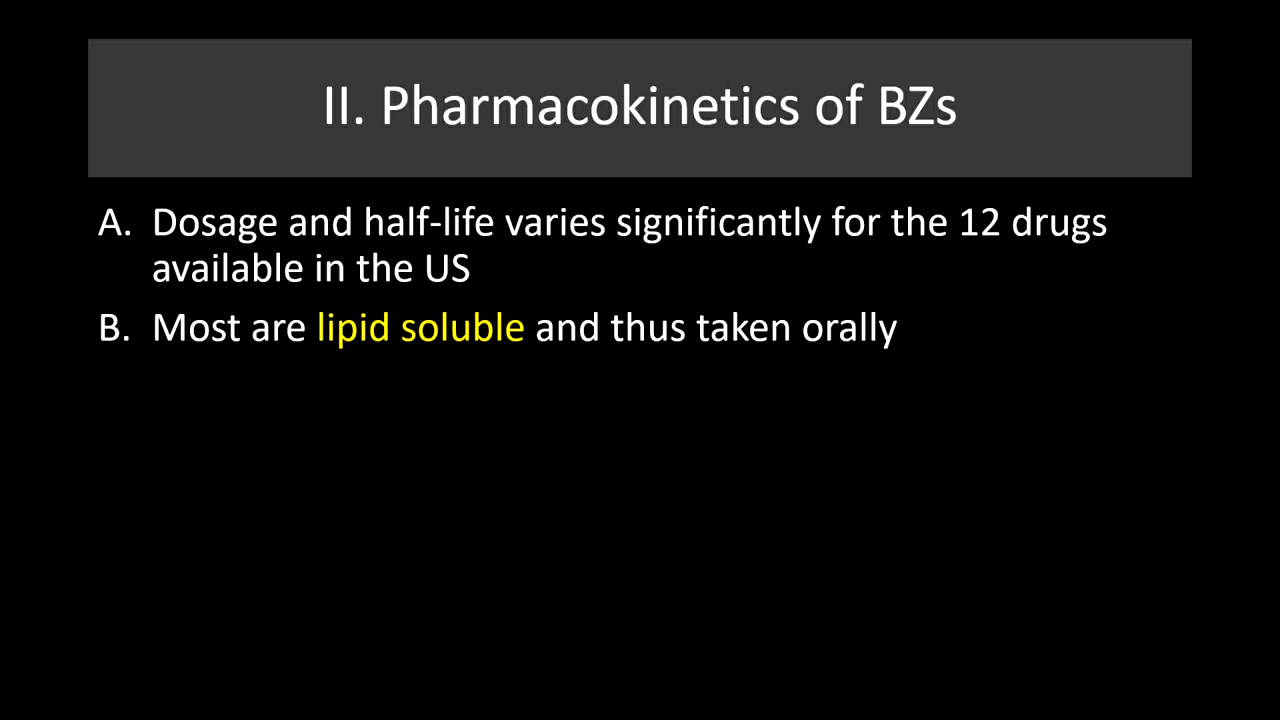 II. Pharmacokinetics of BZs
A. Dosage and half-life varies significantly for the 12 drugs
available in the US
B. Most are lipid soluble and thus taken orally